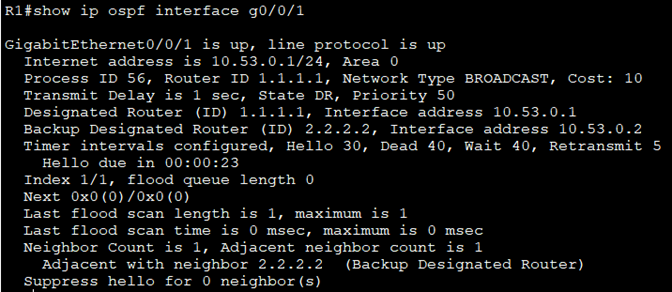 R1#show ip ospf interface g0/0/1
GigabitEthernet0/0/1 is up, line protocol is up
Internet address is 10.53.0.1/24, Area 0
Process ID 56, Router ID 1.1.1.1, Network Type BROADCAST, Cost: 10
Transmit Delay is 1 sec, State DR, Priority 50
Designated Router (ID) 1.1.1.1, Interface address 10.53.0.1
Backup Designated Router (ID) 2.2.2.2, Interface address 10.53.0.2
Timer intervals configured, Hello 30, Dead 40, Wait 40, Retransmit 5
Hello due in 00:00:23
Index 1/1, flood queue length 0
Next 0x0(0)/0x0(0)
Last flood scan length is 1, maximum is 1
Last flood scan time is 0 msec, maximum is 0 msec
Neighbor Count is 1, Adjacent neighbor count is 1
Adjacent with neighbor 2.2.2.2  (Backup Designated Router)
Suppress hello for 0 neighbor(s)